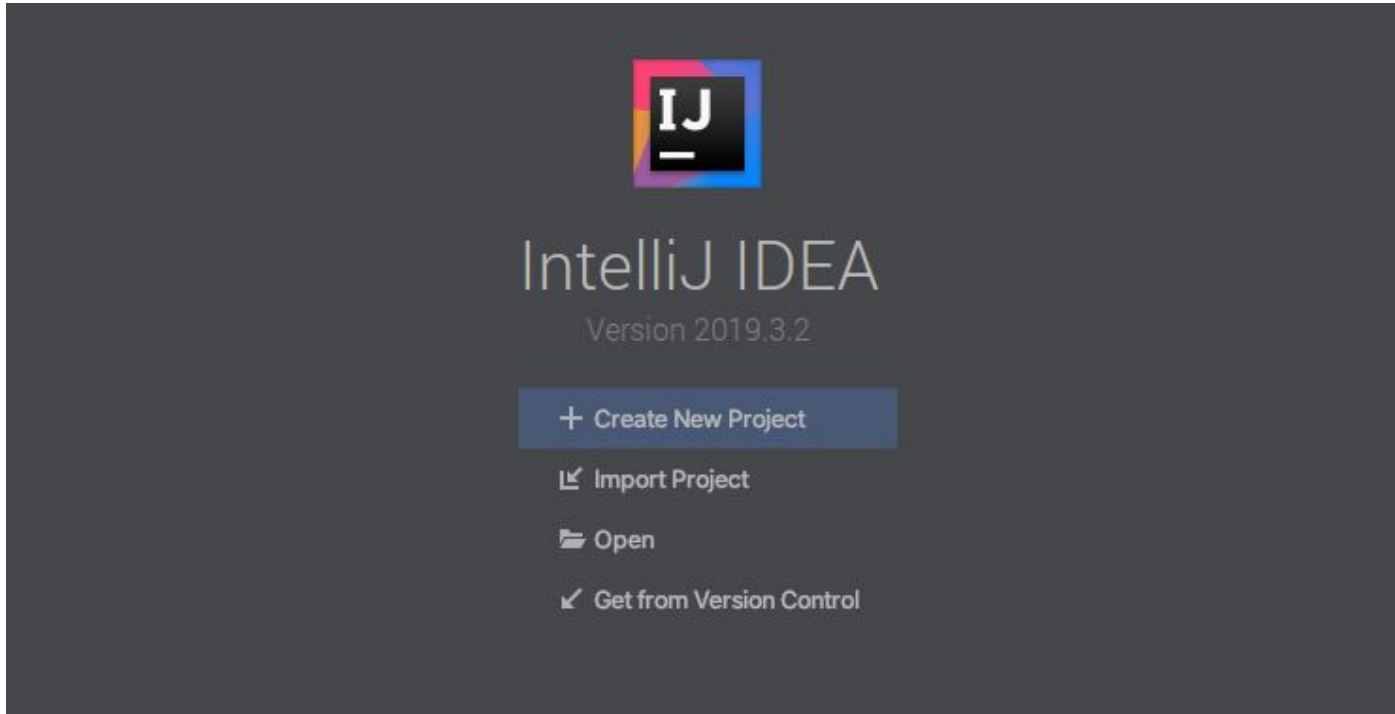 IJ
IntelliJ IDEA
Version 2019.3.2
Create New Project
Import Project
Open
Get from Version Control